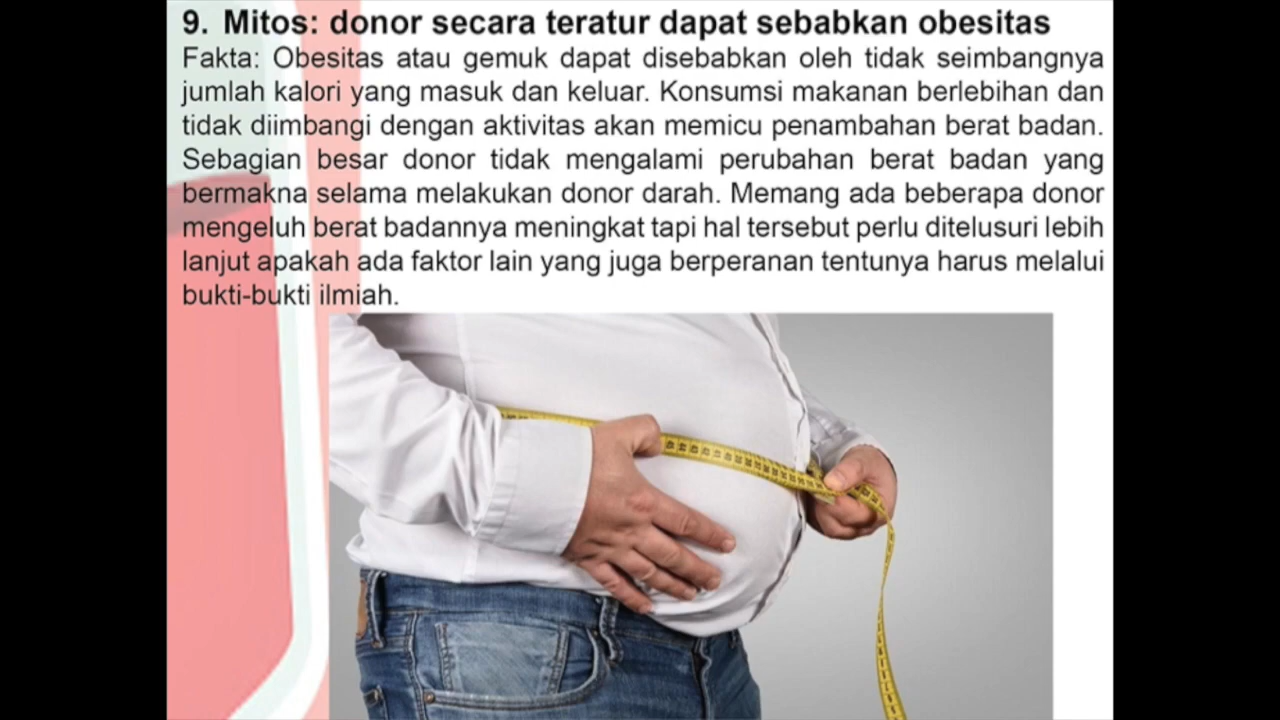 9. Mitos: donor secara teratur dapat sebabkan obesitas
Fakta: Obesitas atau gemuk dapat disebabkan oleh tidak seimbangnya
jumlah kalori yang masuk dan keluar. Konsumsi makanan berlebihan dan
tidak diimbangi dengan aktivitas akan memicu penambahan berat badan.
Sebagian besar donor tidak mengalami perubahan berat badan yang
bermakna selama melakukan donor darah. Memang ada beberapa donor
mengeluh berat badannya meningkat tapi hal tersebut perlu ditelusuri lebih
lanjut apakah ada faktor lain yang juga berperanan tentunya harus melalui
bukti-bukti ilmiah.